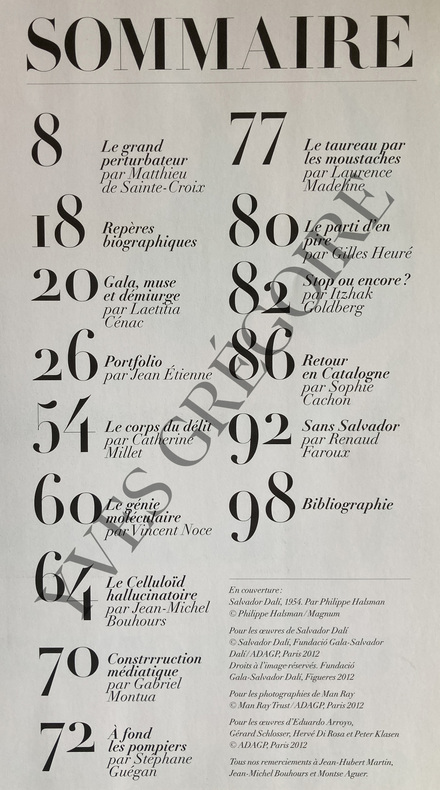 SOMMAIRE
8
Le grand
perturbateur
par Matthieu
de Sainte-Croix
18
Repères
biographiques
20
Gala, muse
et démiurge
par Laetitia
Cénac
26
Portfolio
par Jean Étienne
54
Le corps du délit
par Catherine
Millet
60
Le génie
moléculaire
par Vincent Noce
64
Le Celluloïd
hallucinatoire
par Jean-Michel
Bouhours
70
Constrrruction
médiatique
par Gabriel
Montua
72
À fond
les pompiers
par Stéphane
Guégan
77
Le taureau par
les moustaches
par Laurence
Madeline
80
Le parti d'en
pire
par Gilles Heuré
82
Stop ou encore ?
par Itzhak
Goldberg
86
Retour
en Catalogne
par Sophie
Cachon
92
Sans Salvador
par Renaud
Faroux
98
Bibliographie
En couverture :
Salvador Dalí, 1954. Par Philippe Halsman
© Philippe Halsman / Magnum
Pour les œuvres de Salvador Dalí
© Salvador Dalí, Fundació Gala-Salvador
Dalí / ADAGP, Paris 2012
Droits à l'image réservés. Fundació
Gala-Salvador Dalí, Figueres 2012
Pour les photographies de Man Ray
© Man Ray Trust / ADAGP, Paris 2012
Pour les œuvres d'Eduardo Arroyo,
Gérard Schlosser, Hervé Di Rosa et Peter Klasen
© ADAGP, Paris 2012
Tous nos remerciements à Jean-Hubert Martin,
Jean-Michel Bouhours et Montse Aguer.
YVES GRÉGOIRE